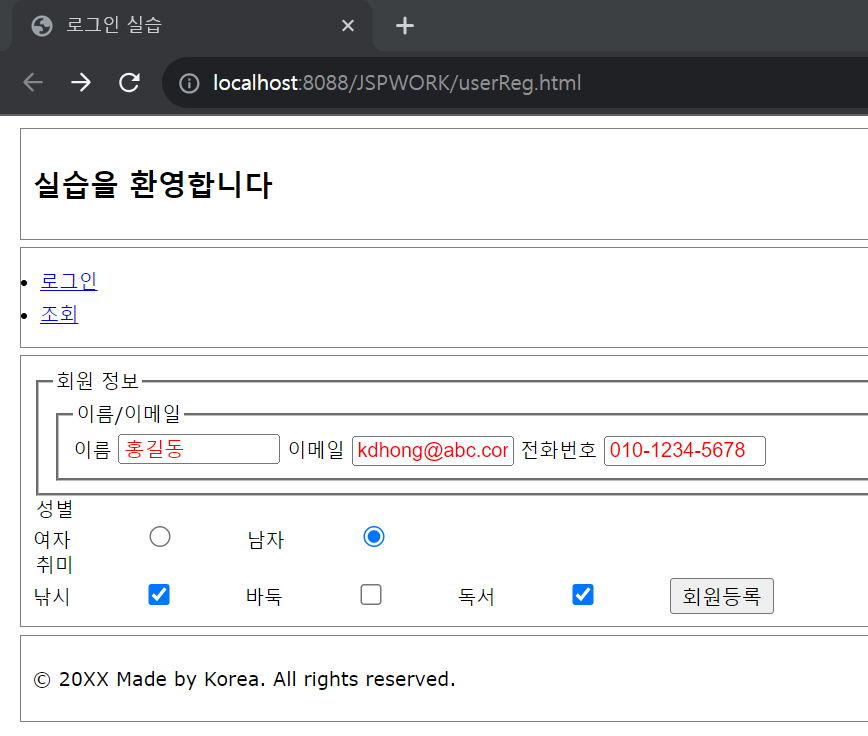 로그인 실습
localhost:8088/JSPWORK/userReg.html
실습을 환영합니다
로그인
조회
회원 정보
이름/이메일
이름 홍길동 이메일 kdhong@abc.cor 전화번호 010-1234-5678
성별
여자 남자
취미
낚시 바둑 독서 회원등록
© 20XX Made by Korea. All rights reserved.